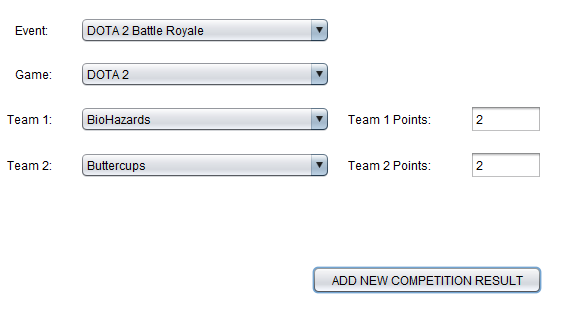 Event: DOTA 2 Battle Royale
Game: DOTA 2
Team 1: BioHazards Team 1 Points: 2
Team 2: Buttercups Team 2 Points: 2
ADD NEW COMPETITION RESULT